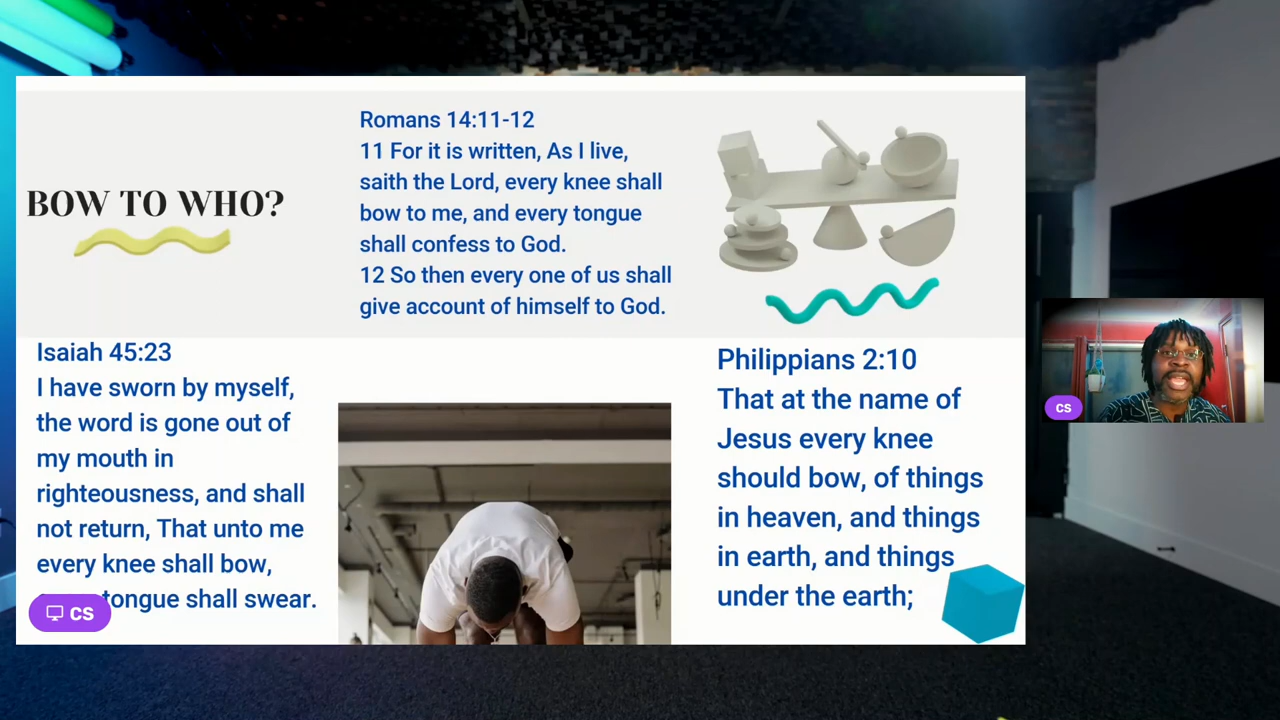 BOW TO WHO?
Romans 14:11-12
11 For it is written, As I live,
saith the Lord, every knee shall
bow to me, and every tongue
shall confess to God.
12 So then every one of us shall
give account of himself to God.
Isaiah 45:23
I have sworn by myself,
the word is gone out of
my mouth in
righteousness, and shall
not return, That unto me
every knee shall bow,
tongue shall swear.
CS
Philippians 2:10
That at the name of
Jesus every knee
should bow, of things
in heaven, and things
in earth, and things
under the earth;
CS